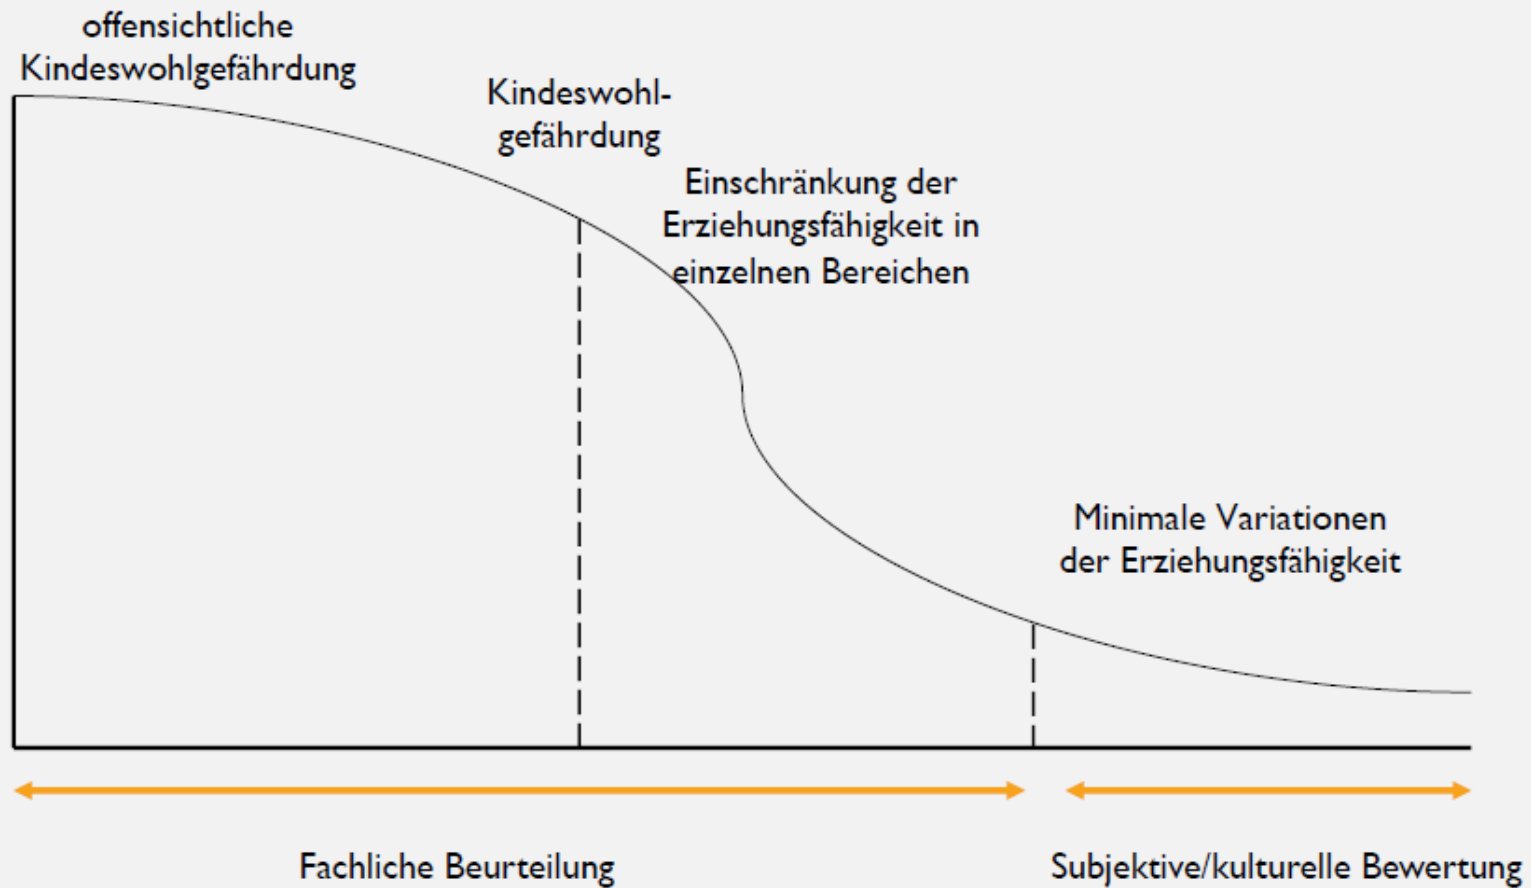 offensichtliche
Kindeswohlgefährdung
Kindeswohl-
gefährdung
Einschränkung der
Erziehungsfähigkeit in
einzelnen Bereichen
Minimale Variationen
der Erziehungsfähigkeit
Fachliche Beurteilung
Subjektive/kulturelle Bewertung